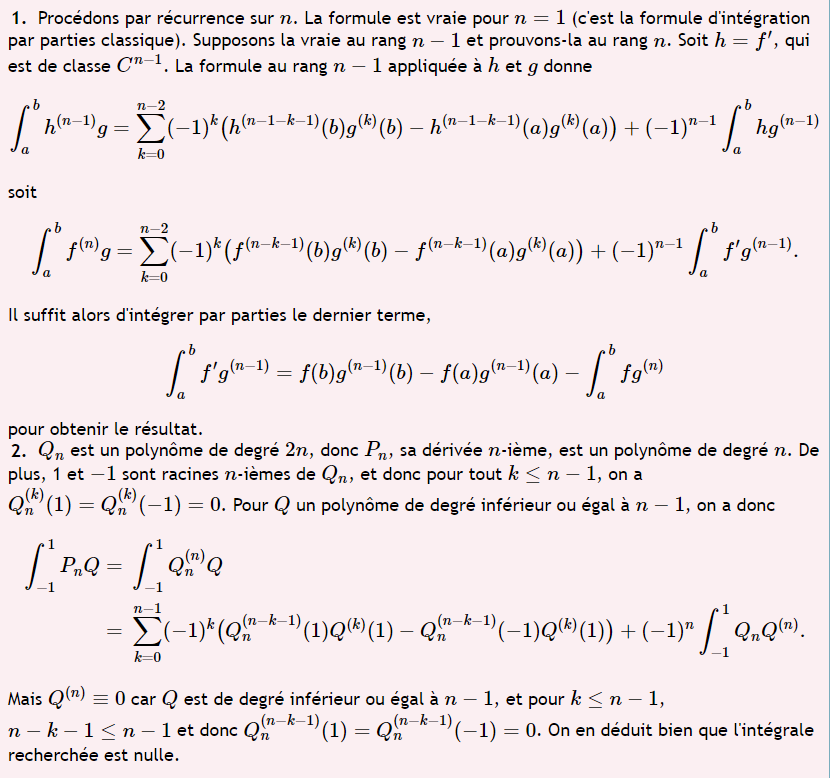 1. Procédons par récurrence sur $n$. La formule est vraie pour $n = 1$ (c'est la formule d'intégration
par parties classique). Supposons la vraie au rang $n - 1$ et prouvons-la au rang $n$. Soit $h = f'$, qui
est de classe $C^{n-1}$. La formule au rang $n - 1$ appliquée à $h$ et $g$ donne
$\int_a^b h^{(n-1)}g = \sum_{k=0}^{n-2} (-1)^k \left(h^{(n-1-k-1)}(b)g^{(k)}(b) - h^{(n-1-k-1)}(a)g^{(k)}(a)\right) + (-1)^{n-1} \int_a^b hg^{(n-1)}$
soit
$\int_a^b f^{(n)}g = \sum_{k=0}^{n-2} (-1)^k \left(f^{(n-k-1)}(b)g^{(k)}(b) - f^{(n-k-1)}(a)g^{(k)}(a)\right) + (-1)^{n-1} \int_a^b f'g^{(n-1)}.$
Il suffit alors d'intégrer par parties le dernier terme,
$\int_a^b f'g^{(n-1)} = f(b)g^{(n-1)}(b) - f(a)g^{(n-1)}(a) - \int_a^b fg^{(n)}$
pour obtenir le résultat.
2. $Q_n$ est un polynôme de degré $2n$, donc $P_n$, sa dérivée $n$-ième, est un polynôme de degré $n$. De
plus, 1 et $-1$ sont racines $n$-ièmes de $Q_n$, et donc pour tout $k \leq n - 1$, on a
$Q_n^{(k)}(1) = Q_n^{(k)}(-1) = 0$. Pour $Q$ un polynôme de degré inférieur ou égal à $n - 1$, on a donc
$\int_{-1}^1 P_nQ = \int_{-1}^1 Q_n^{(n)}Q$
$= \sum_{k=0}^{n-1} (-1)^k \left(Q_n^{(n-k-1)}(1)Q^{(k)}(1) - Q_n^{(n-k-1)}(-1)Q^{(k)}(1)\right) + (-1)^n \int_{-1}^1 Q_nQ^{(n)}.$
Mais $Q^{(n)} \equiv 0$ car $Q$ est de degré inférieur ou égal à $n - 1$, et pour $k \leq n - 1$,
$n - k - 1 \leq n - 1$ et donc $Q_n^{(n-k-1)}(1) = Q_n^{(n-k-1)}(-1) = 0$. On en déduit bien que l'intégrale
recherchée est nulle.